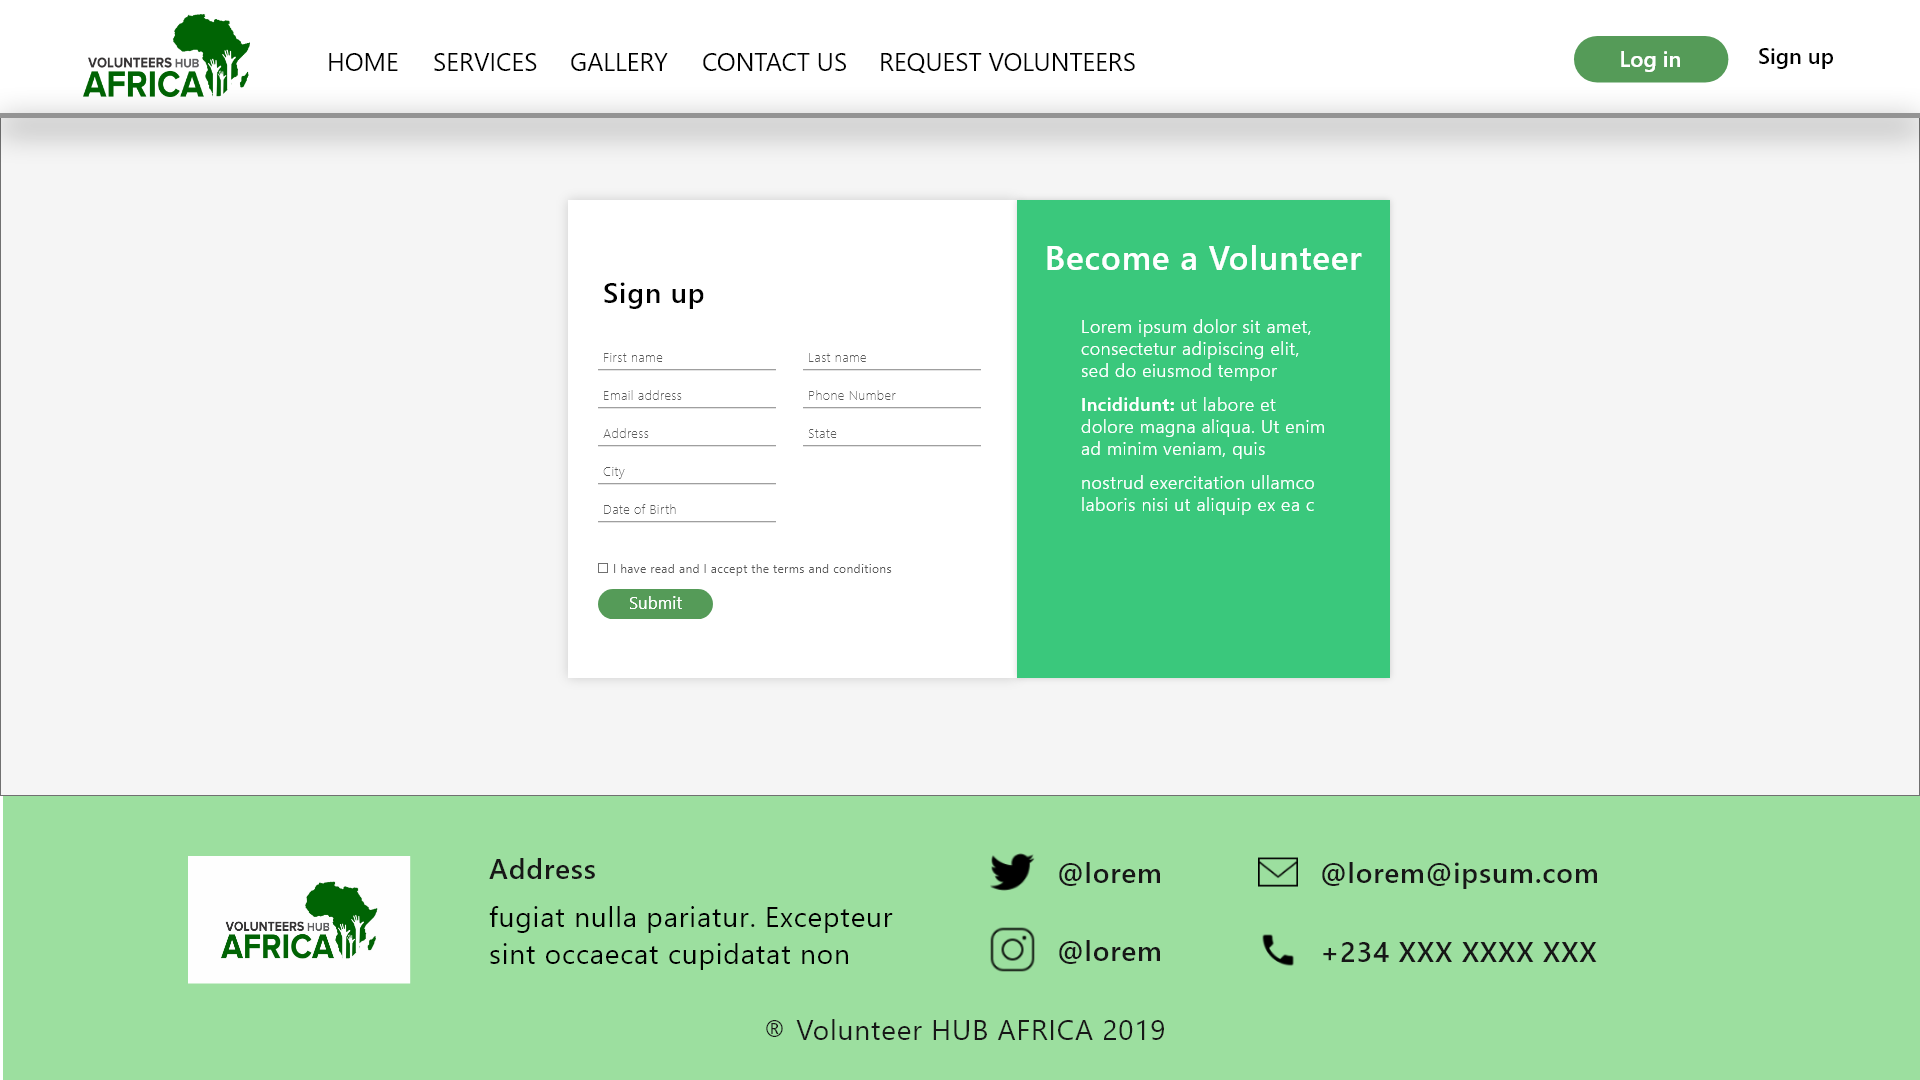 VOLUNTEERS HUB
AFRICA
HOME SERVICES GALLERY CONTACT US REQUEST VOLUNTEERS
Log in
Sign up
Sign up
First name
Last name
Email address
Phone Number
Address
State
City
Date of Birth
I have read and I accept the terms and conditions
Submit
Become a Volunteer
Lorem ipsum dolor sit amet,
consectetur adipiscing elit,
sed do eiusmod tempor
Incididunt: ut labore et
dolore magna aliqua. Ut enim
ad minim veniam, quis
nostrud exercitation ullamco
laboris nisi ut aliquip ex ea c
VOLUNTEERS HUB
AFRICA
Address
fugiat nulla pariatur. Excepteur
sint occaecat cupidatat non
@lorem
@lorem
@lorem@ipsum.com
+234 XXX XXXX XXX
® Volunteer HUB AFRICA 2019